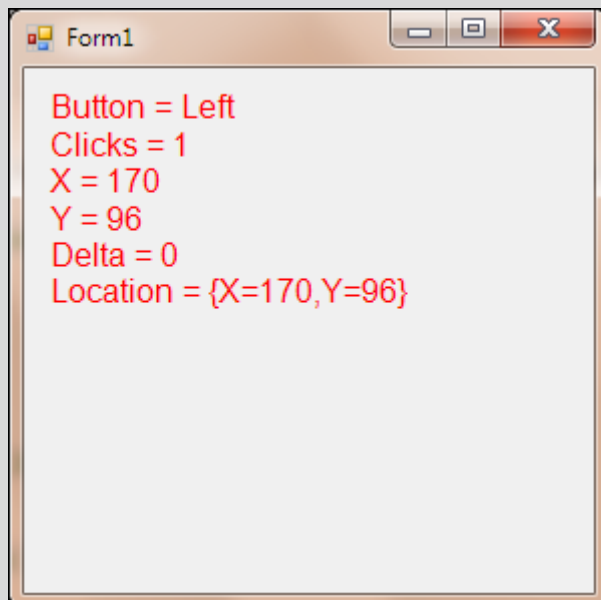 Form1
Button = Left
Clicks = 1
X = 170
Y = 96
Delta = 0
Location = {X=170,Y=96}